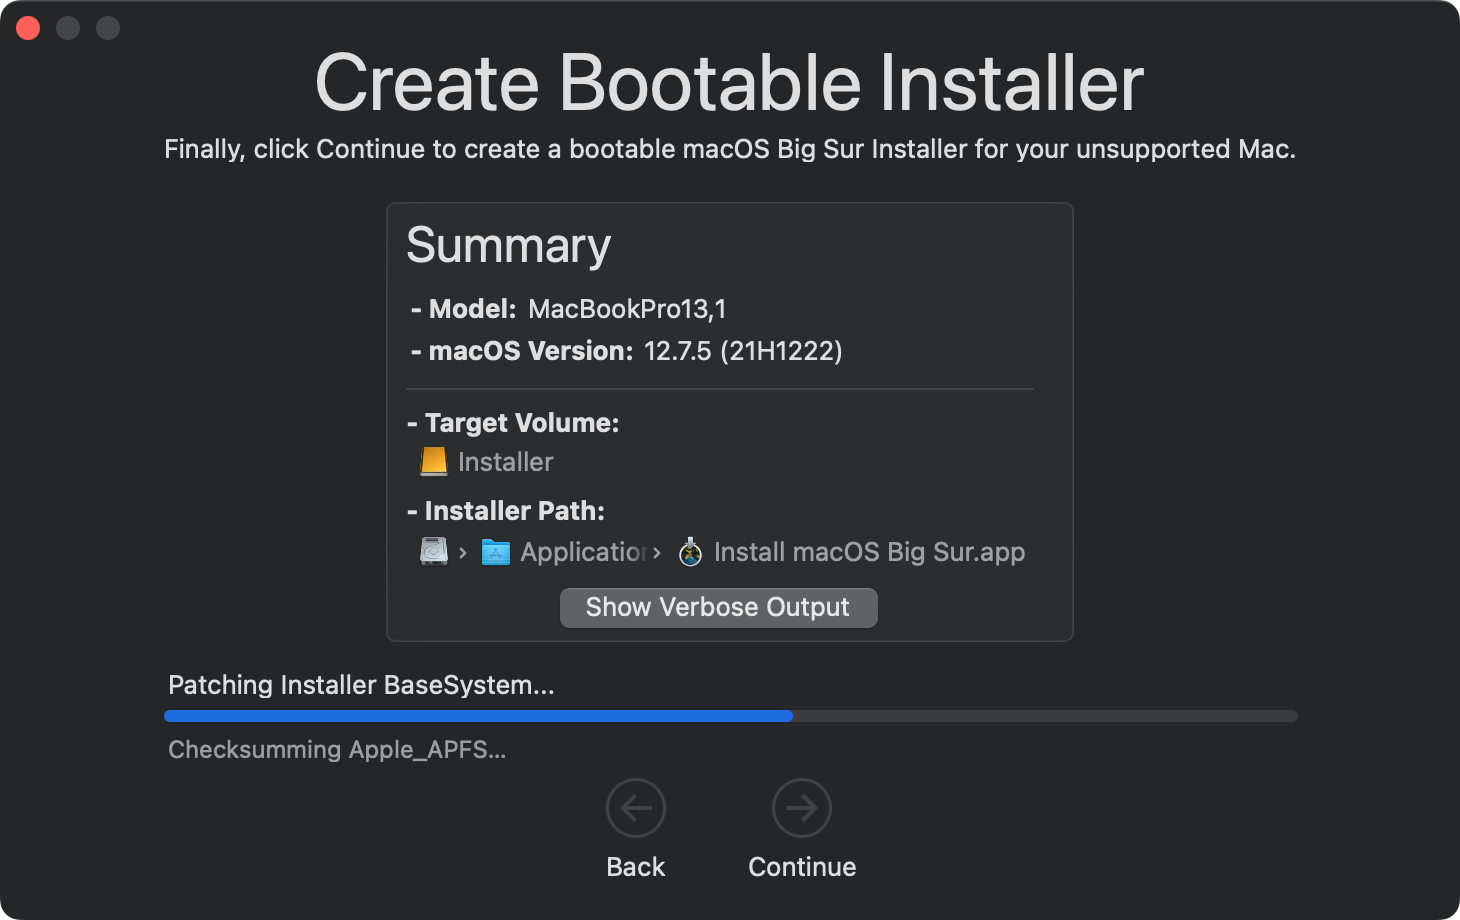 Create Bootable Installer
Finally, click Continue to create a bootable macOS Big Sur Installer for your unsupported Mac.
Summary
- Model: MacBookPro13,1
- macOS Version: 12.7.5 (21H1222)
- Target Volume:
Installer
- Installer Path:
› Application › Install macOS Big Sur.app
Show Verbose Output
Patching Installer BaseSystem...
Checksumming Apple_APFS...
Back Continue